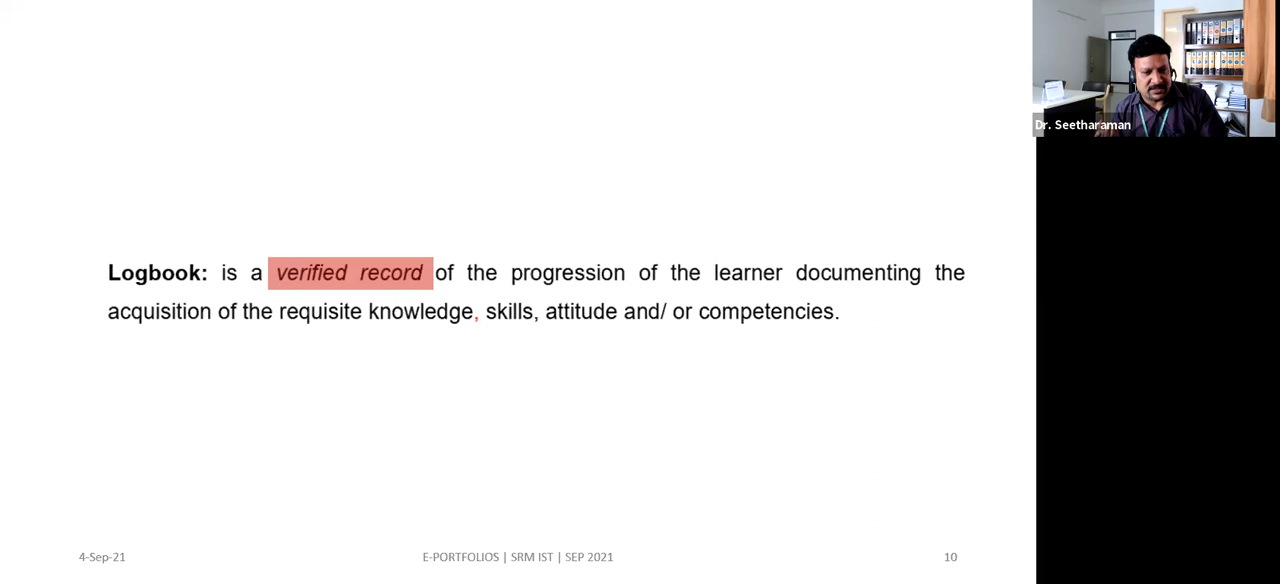 Dr. Seetharaman
Logbook: is a verified record of the progression of the learner documenting the
acquisition of the requisite knowledge, skills, attitude and/ or competencies.
4-Sep-21
E-PORTFOLIOS | SRM IST | SEP 2021
10